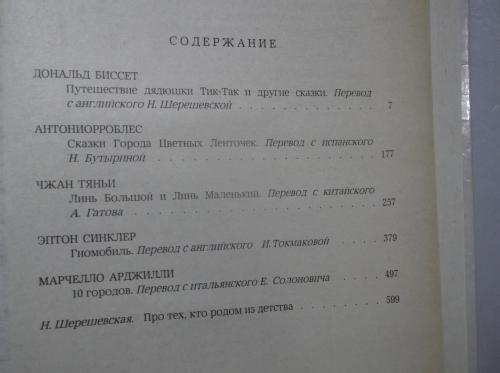 СОДЕРЖАНИЕ
ДОНАЛЬД БИССЕТ
Путешествие дядюшки Тик-Так и другие сказки. Перевод
с английского Н. Шерешевской . . . . . . . . . . . . 7
АНТОНИОРРОБЛЕС
Сказки Города Цветных Ленточек. Перевод с испанского
Н. Бутыриной . . . . . . . . . . . . . . . . . . 177
ЧЖАН ТЯНЬИ
Линь Большой и Линь Маленький. Перевод с китайского
А. Гатова . . . . . . . . . . . . . . . . . . . . 257
ЭПТОН СИНКЛЕР
Гномобиль. Перевод с английского И.Токмаковой . . . . 379
МАРЧЕЛЛО АРДЖИЛЛИ
10 городов. Перевод с итальянского Е. Солоновича . . . . 497
Н. Шерешевская. Про тех, кто родом из детства . . . . . 599